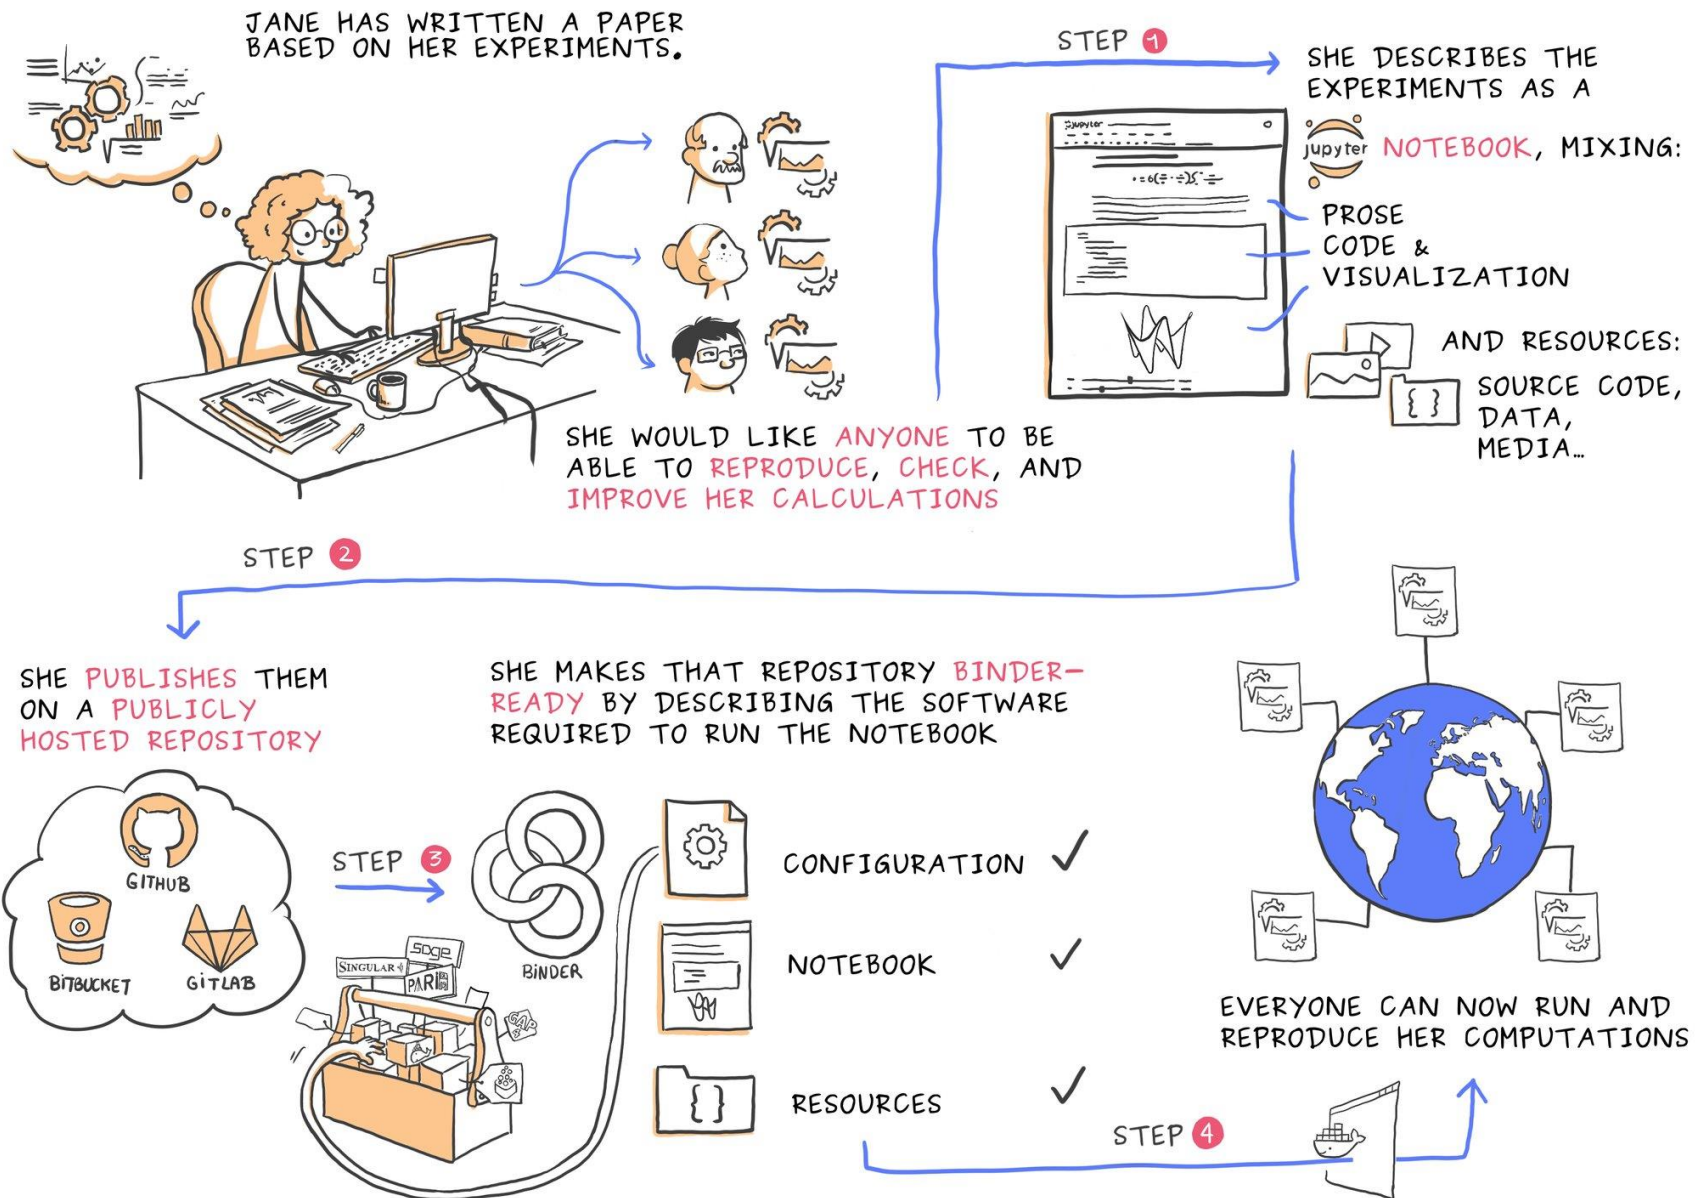 JANE HAS WRITTEN A PAPER
BASED ON HER EXPERIMENTS.
SHE WOULD LIKE ANYONE TO BE
ABLE TO REPRODUCE, CHECK, AND
IMPROVE HER CALCULATIONS
STEP 1
SHE DESCRIBES THE
EXPERIMENTS AS A
jupyter NOTEBOOK, MIXING:
jupyter
PROSE
CODE &
VISUALIZATION
AND RESOURCES:
SOURCE CODE,
DATA,
MEDIA...
STEP 2
SHE PUBLISHES THEM
ON A PUBLICLY
HOSTED REPOSITORY
GITHUB
BITBUCKET
GITLAB
STEP 3
SHE MAKES THAT REPOSITORY BINDER-
READY BY DESCRIBING THE SOFTWARE
REQUIRED TO RUN THE NOTEBOOK
BINDER
sage
SINGULAR
PARI
GAP
4
CONFIGURATION
NOTEBOOK
{ }
RESOURCES
STEP 4
EVERYONE CAN NOW RUN AND
REPRODUCE HER COMPUTATIONS